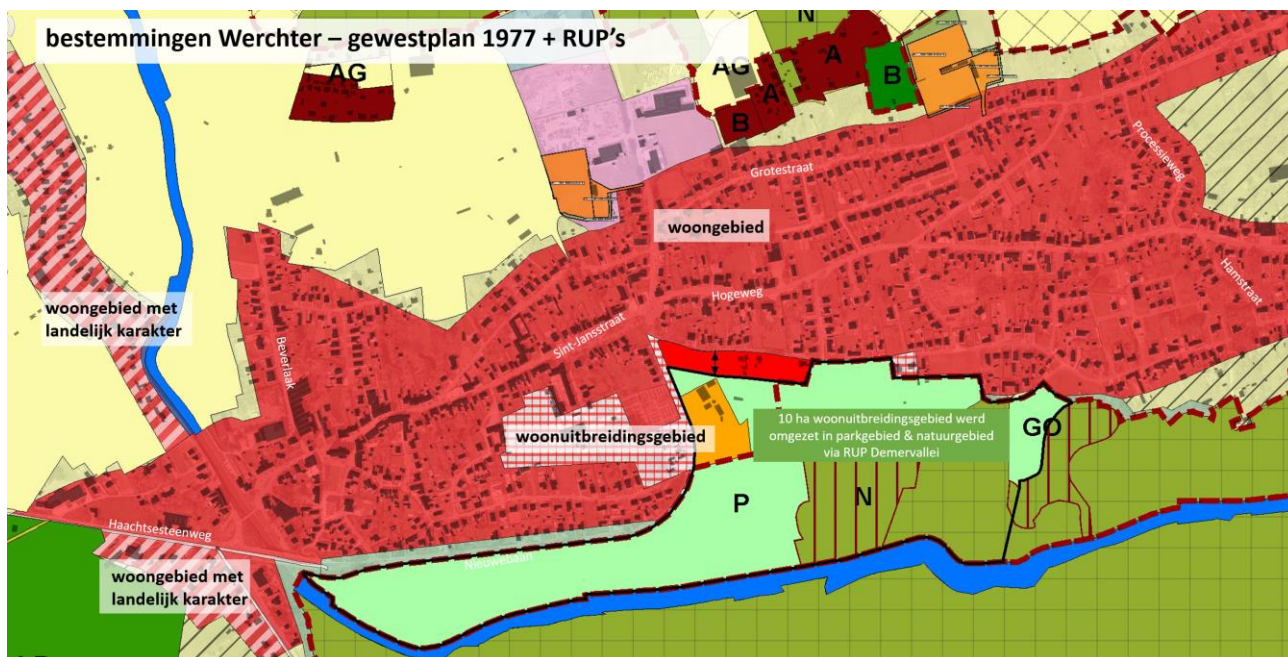 bestemmingen Werchter – gewestplan 1977 + RUP's
N
AG
AG
A
A
B
B
Grotestraat
Processieweg
woongebied
Hamstraat
woongebied met
landelijk karakter
Beverlaak
Hogeweg
Sint-Jansstraat
woonuitbreidingsgebied
10 ha woonuitbreidingsgebied werd
omgezet in parkgebied & natuurgebied
via RUP Demervallei
GO
P
N
Haachtsesteenweg
Nieuwebaan
woongebied met
landelijk karakter